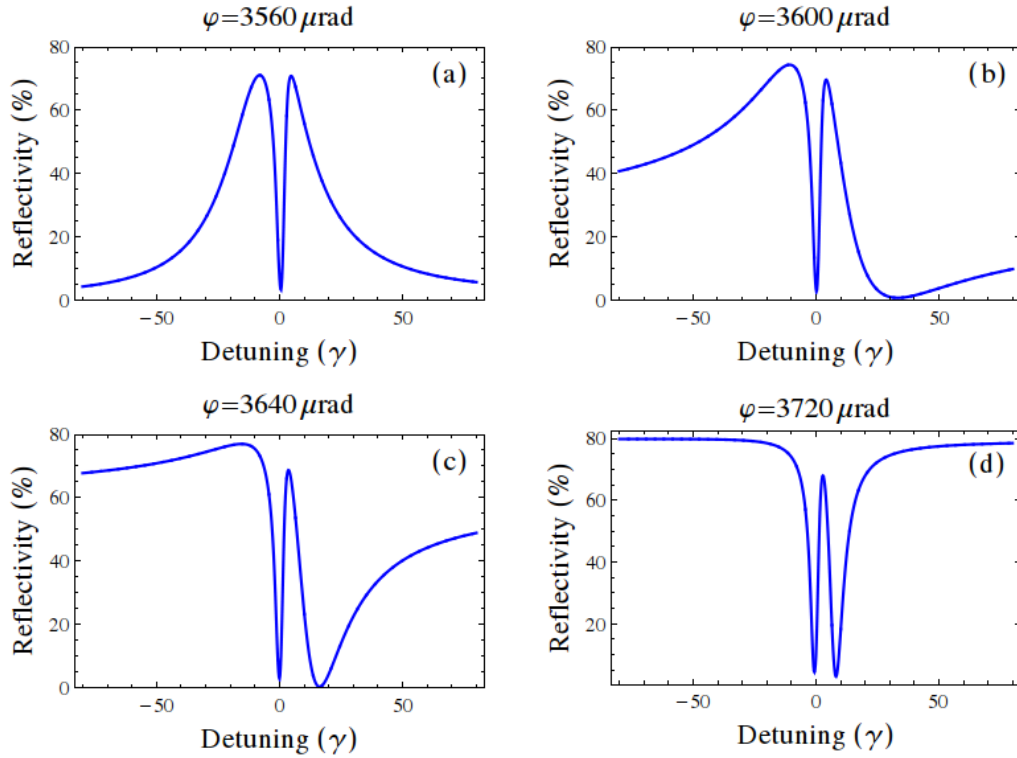 φ=3560 μrad
(a)
Reflectivity (%)
80
60
40
20
0
−50
0
50
Detuning (γ)
φ=3600 μrad
(b)
Reflectivity (%)
80
60
40
20
0
−50
0
50
Detuning (γ)
φ=3640 μrad
(c)
Reflectivity (%)
80
60
40
20
0
−50
0
50
Detuning (γ)
φ=3720 μrad
(d)
Reflectivity (%)
80
60
40
20
0
−50
0
50
Detuning (γ)